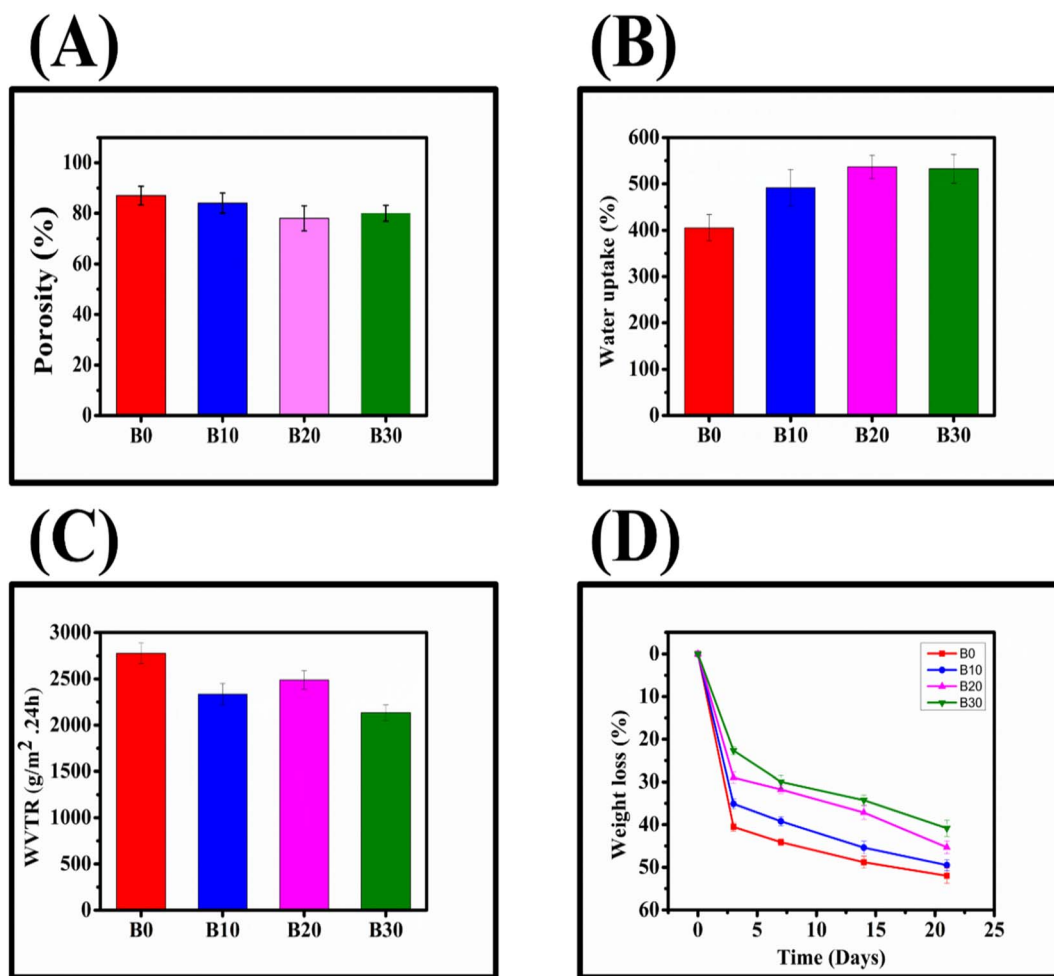 (A)
Porosity (%)
100
80
60
40
20
0
B0 B10 B20 B30
(B)
Water uptake (%)
600
500
400
300
200
100
0
B0 B10 B20 B30
(C)
WVTR (g/m² .24h)
3000
2500
2000
1500
1000
500
0
B0 B10 B20 B30
(D)
Weight loss (%)
0
10
20
30
40
50
60
B0
B10
B20
B30
0 5 10 15 20 25
Time (Days)